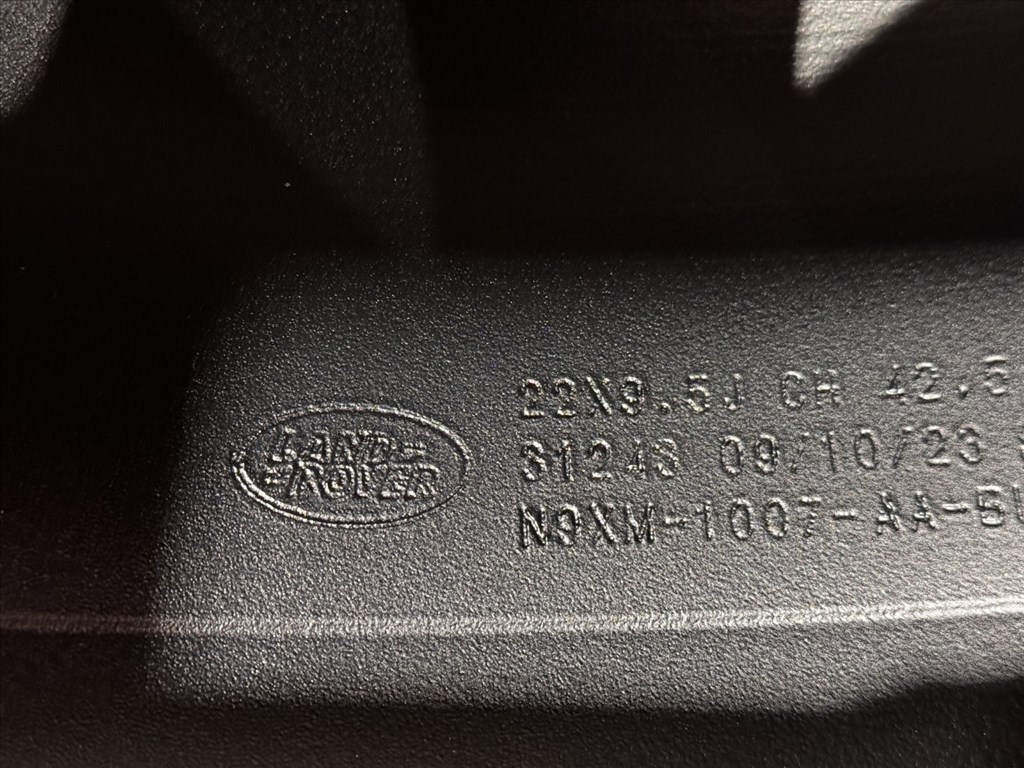 LAND-
-ROVER
22X9.5J CH 42.5
31243 09/10/23
N9XM-1007-AA-